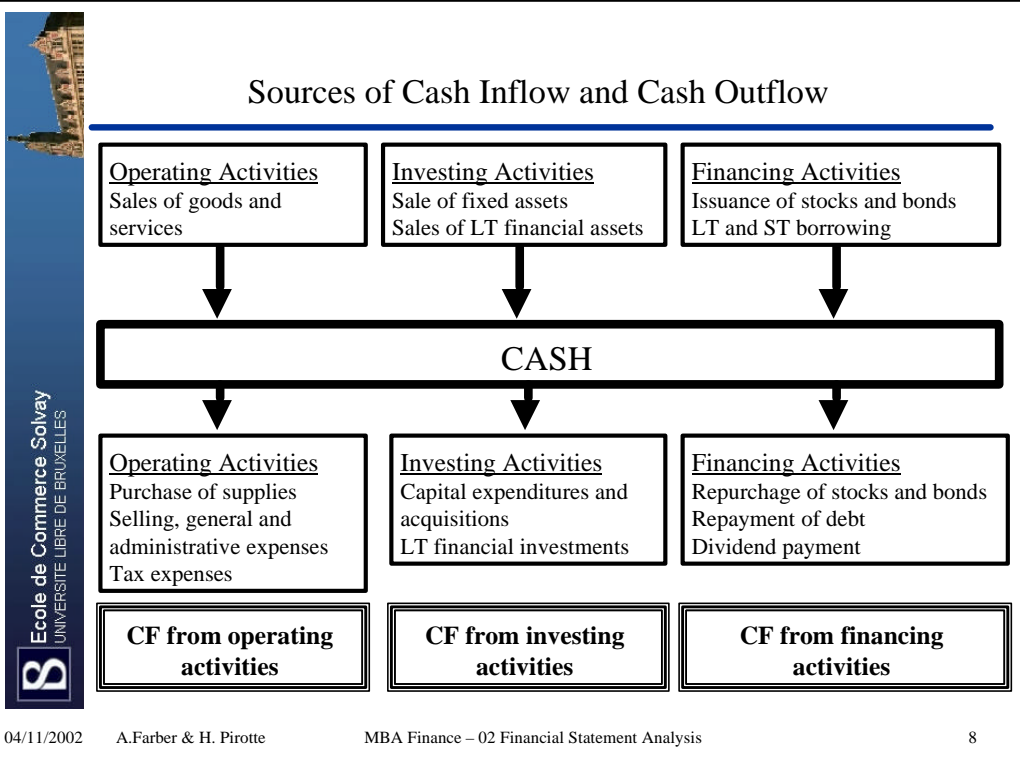 Sources of Cash Inflow and Cash Outflow
Operating Activities
Sales of goods and
services
Investing Activities
Sale of fixed assets
Sales of LT financial assets
Financing Activities
Issuance of stocks and bonds
LT and ST borrowing
CASH
Operating Activities
Purchase of supplies
Selling, general and
administrative expenses
Tax expenses
Investing Activities
Capital expenditures and
acquisitions
LT financial investments
Financing Activities
Repurchage of stocks and bonds
Repayment of debt
Dividend payment
CF from operating
activities
CF from investing
activities
CF from financing
activities
Ecole de Commerce Solvay
UNIVERSITE LIBRE DE BRUXELLES
04/11/2002 A.Farber & H. Pirotte MBA Finance – 02 Financial Statement Analysis 8